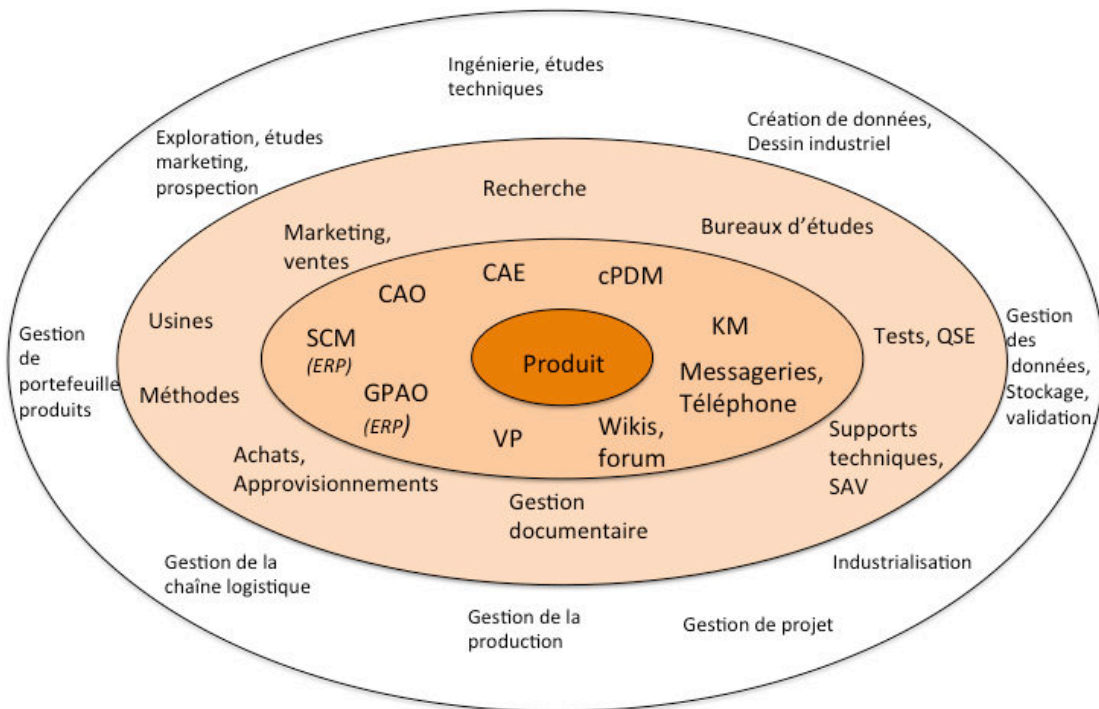 Ingénierie, études
techniques
Création de données,
Dessin industriel
Exploration, études
marketing,
prospection
Recherche
Bureaux d’études
Marketing,
ventes
CAE
cPDM
CAO
Usines
SCM
(ERP)
KM
Tests, QSE
Gestion
de
portefeuille
produits
Gestion
des
données,
Stockage,
validation.
Produit
Méthodes
GPAO
(ERP)
Messageries,
Téléphone
VP
Wikis,
forum
Supports
techniques,
SAV
Achats,
Approvisionnements
Gestion
documentaire
Gestion de la
chaîne logistique
Industrialisation
Gestion de la
production
Gestion de projet